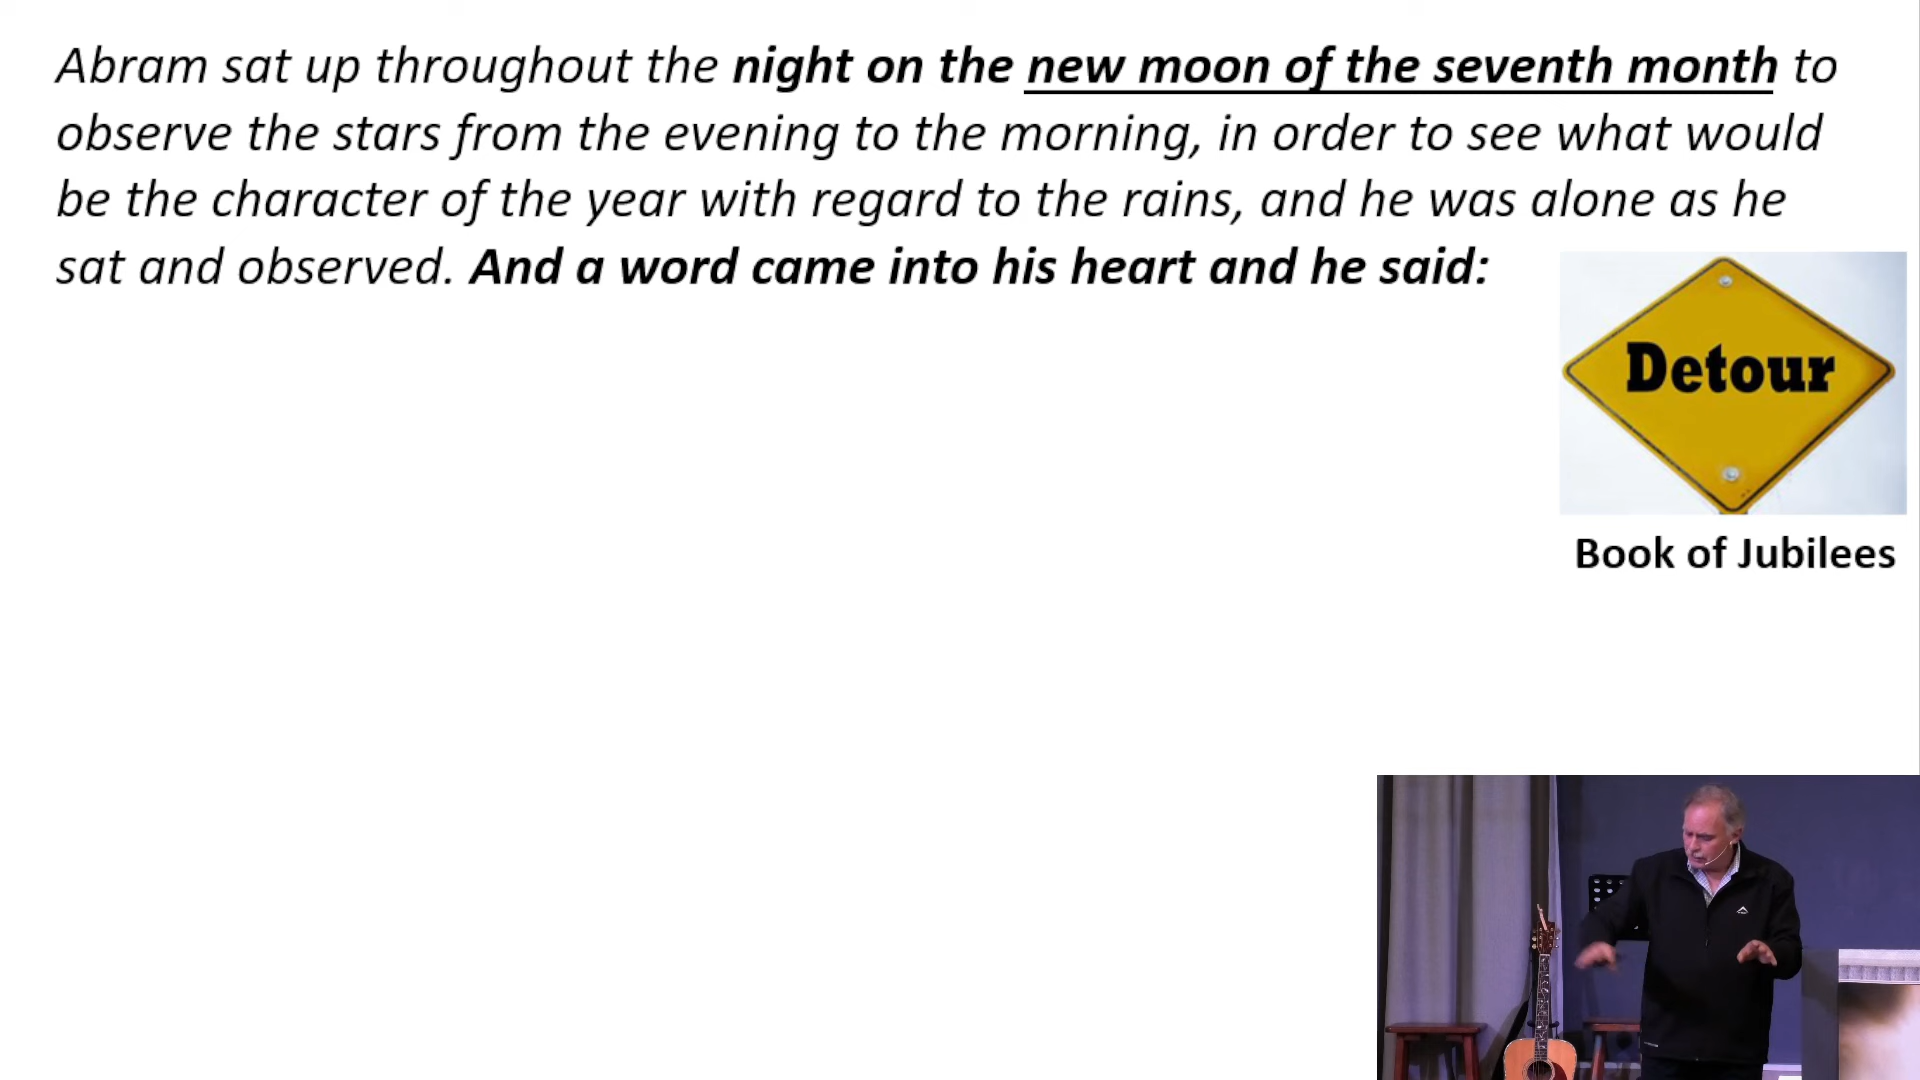 Abram sat up throughout the night on the new moon of the seventh month to
observe the stars from the evening to the morning, in order to see what would
be the character of the year with regard to the rains, and he was alone as he
sat and observed. And a word came into his heart and he said:
Detour
Book of Jubilees